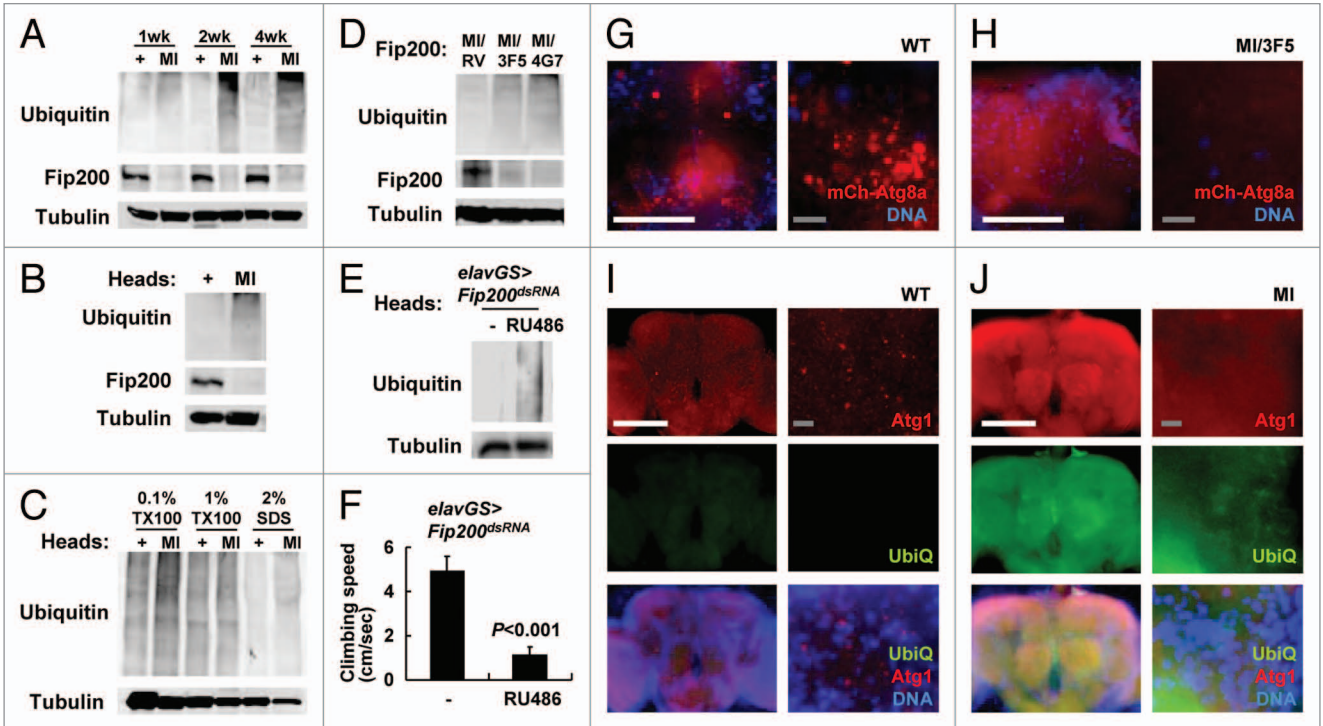 A
1wk 2wk 4wk
+ MI + MI + MI
Ubiquitin
Fip200
Tubulin
B
Heads: + MI
Ubiquitin
Fip200
Tubulin
C
0.1% 1% 2%
TX100 TX100 SDS
Heads: + MI + MI + MI
Ubiquitin
Tubulin
D
MI/ MI/ MI/
Fip200: RV 3F5 4G7
Ubiquitin
Fip200
Tubulin
E
elavGS>
Fip200dsRNA
Heads:
- RU486
Ubiquitin
Tubulin
F
elavGS>
Fip200dsRNA
Climbing speed
(cm/sec)
6
4
2
0
P<0.001
- RU486
G
WT
mCh-Atg8a
DNA
H
MI/3F5
mCh-Atg8a
DNA
I
WT
Atg1
UbiQ
UbiQ
Atg1
DNA
J
MI
Atg1
UbiQ
UbiQ
Atg1
DNA